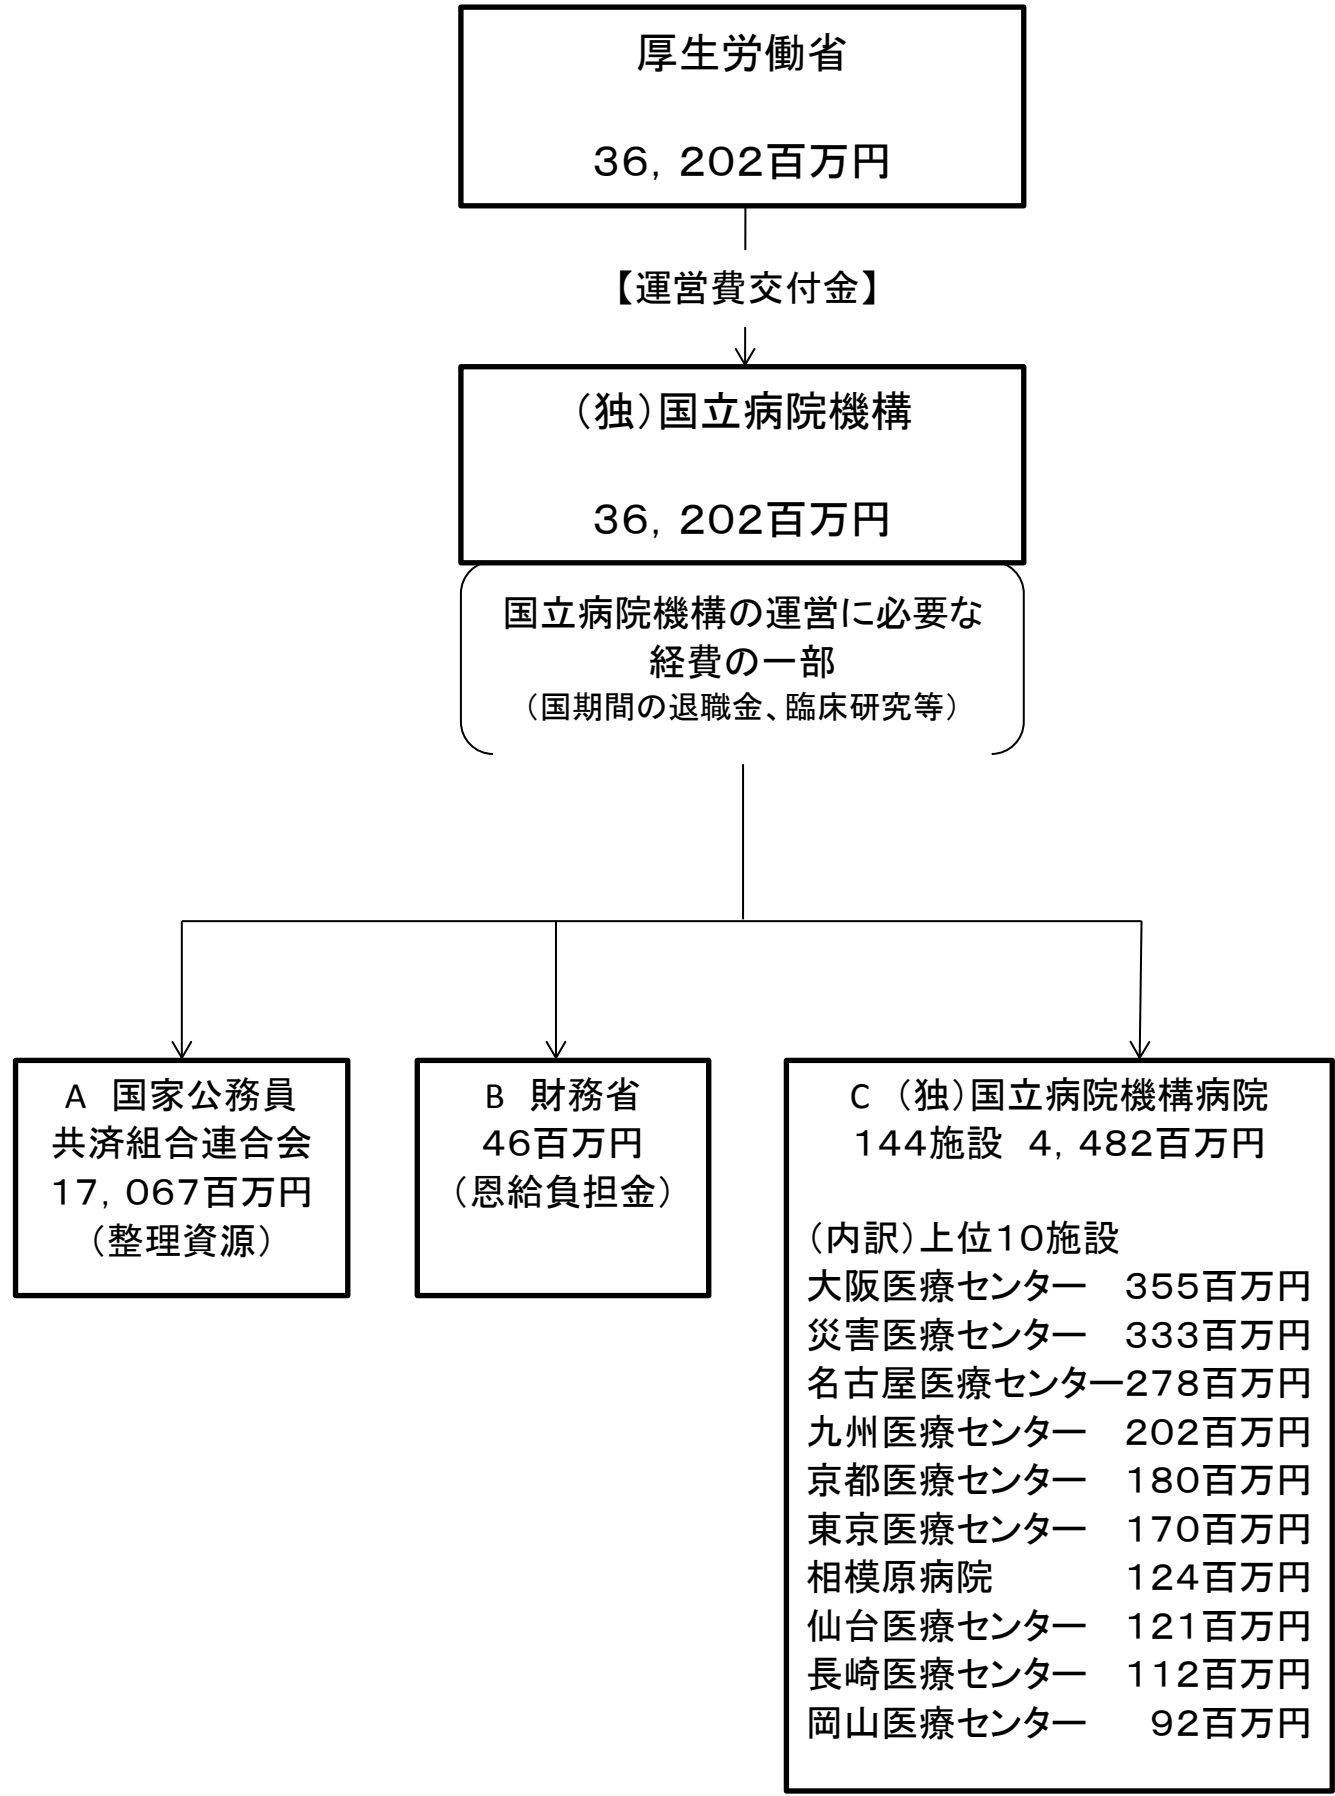 厚生労働省
36，202百万円
【運営費交付金】
（独）国立病院機構
36，202百万円
国立病院機構の運営に必要な
経費の一部
（国期間の退職金、臨床研究等）
A　国家公務員
共済組合連合会
17，067百万円
（整理資源）
B　財務省
46百万円
（恩給負担金）
C （独）国立病院機構病院
144施設　4，482百万円
（内訳）上位10施設
大阪医療センター　355百万円
災害医療センター　333百万円
名古屋医療センター278百万円
九州医療センター　202百万円
京都医療センター　180百万円
東京医療センター　170百万円
相模原病院　　　　124百万円
仙台医療センター　121百万円
長崎医療センター　112百万円
岡山医療センター　 92百万円